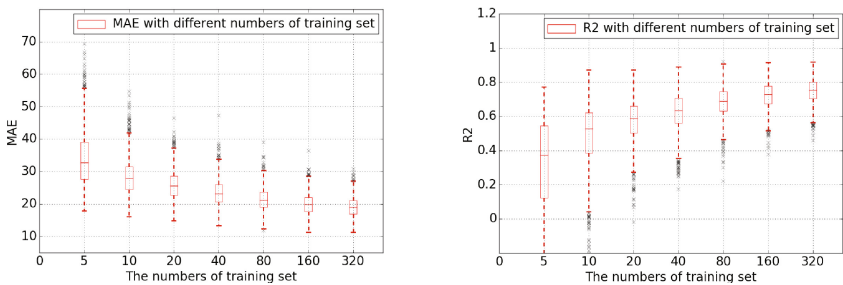 MAE with different numbers of training set
MAE
70
60
50
40
30
20
10
0 5 10 20 40 80 160 320
The numbers of training set
R2 with different numbers of training set
R2
1.2
1.0
0.8
0.6
0.4
0.2
0
0 5 10 20 40 80 160 320
The numbers of training set